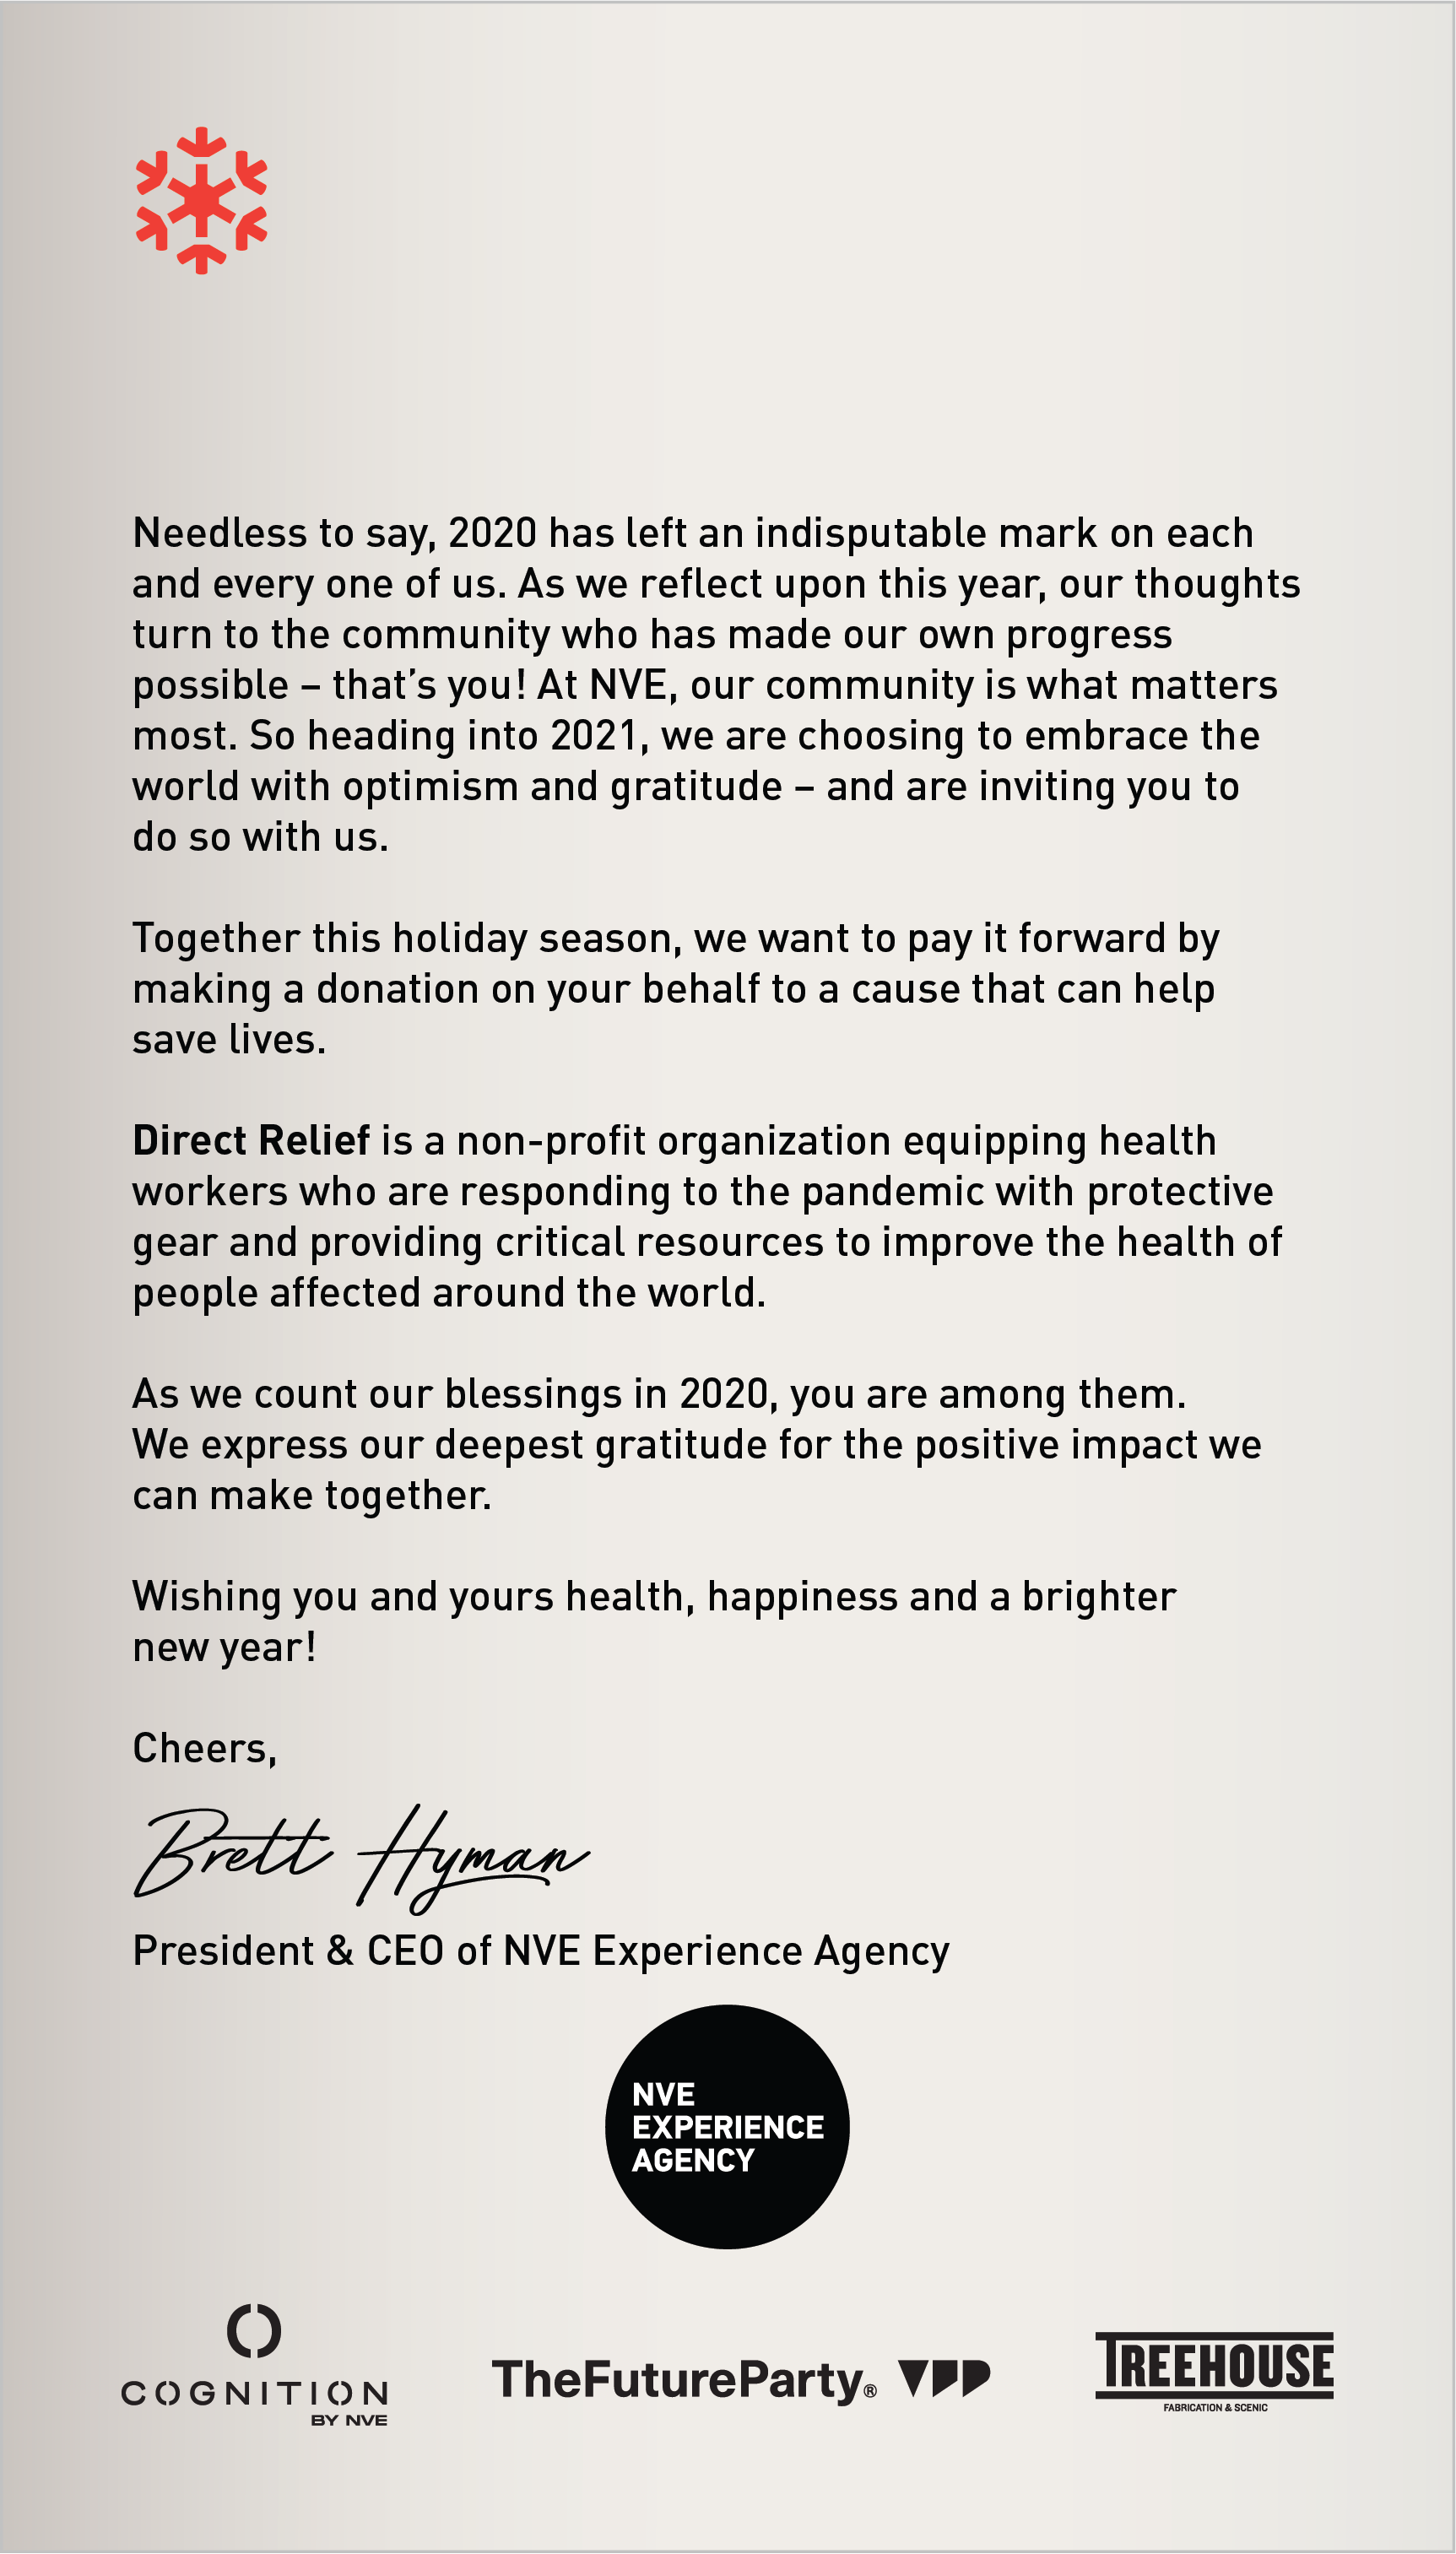 Needless to say, 2020 has left an indisputable mark on each
and every one of us. As we reflect upon this year, our thoughts
turn to the community who has made our own progress
possible – that’s you! At NVE, our community is what matters
most. So heading into 2021, we are choosing to embrace the
world with optimism and gratitude – and are inviting you to
do so with us.
Together this holiday season, we want to pay it forward by
making a donation on your behalf to a cause that can help
save lives.
Direct Relief is a non-profit organization equipping health
workers who are responding to the pandemic with protective
gear and providing critical resources to improve the health of
people affected around the world.
As we count our blessings in 2020, you are among them.
We express our deepest gratitude for the positive impact we
can make together.
Wishing you and yours health, happiness and a brighter
new year!
Cheers,
Brett Hyman
President & CEO of NVE Experience Agency
NVE
EXPERIENCE
AGENCY
COGNITION
BY NVE
TheFutureParty®
TREEHOUSE
FABRICATION & SCENIC